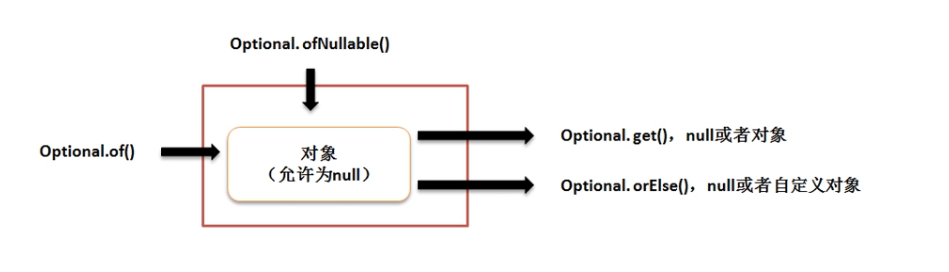 Optional.ofNullable()
Optional.of()
对象
（允许为null）
Optional.get()，null或者对象
Optional.orElse()，null或者自定义对象